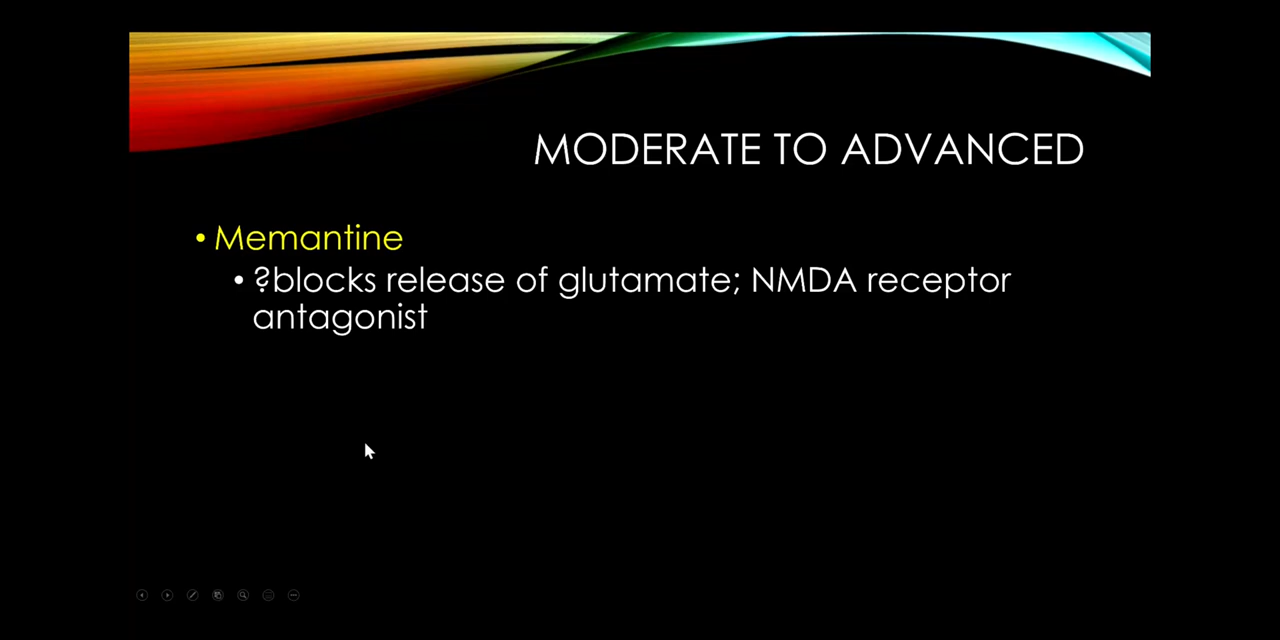 MODERATE TO ADVANCED
• Memantine
• ?blocks release of glutamate; NMDA receptor
antagonist